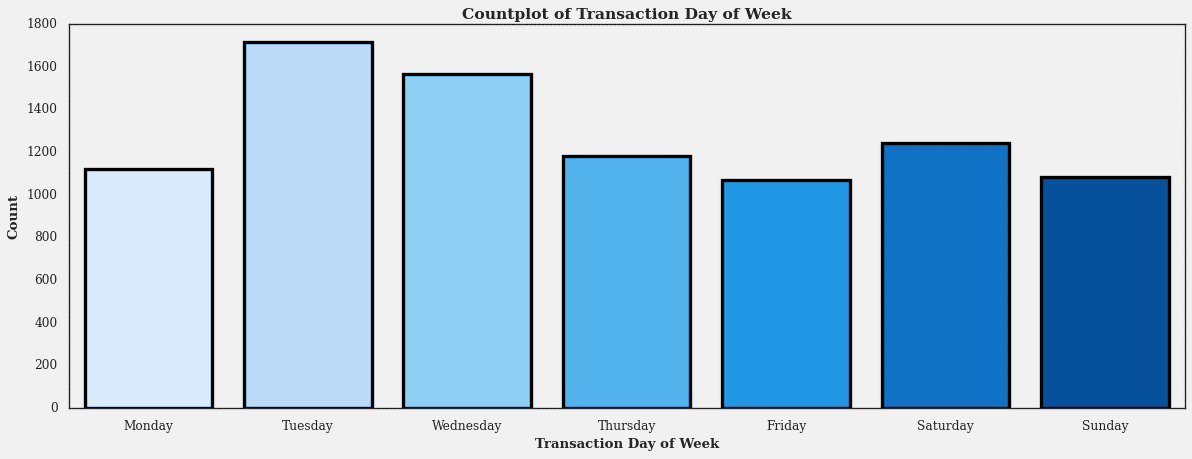 Countplot of Transaction Day of Week
1800
1600
1400
1200
1000
800
600
400
200
0
Count
Monday Tuesday Wednesday Thursday Friday Saturday Sunday
Transaction Day of Week